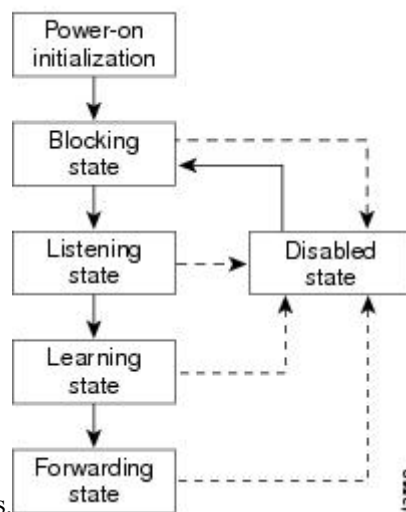 Power-on
initialization
Blocking
state
Listening
state
Disabled
state
Learning
state
Forwarding
state
s.